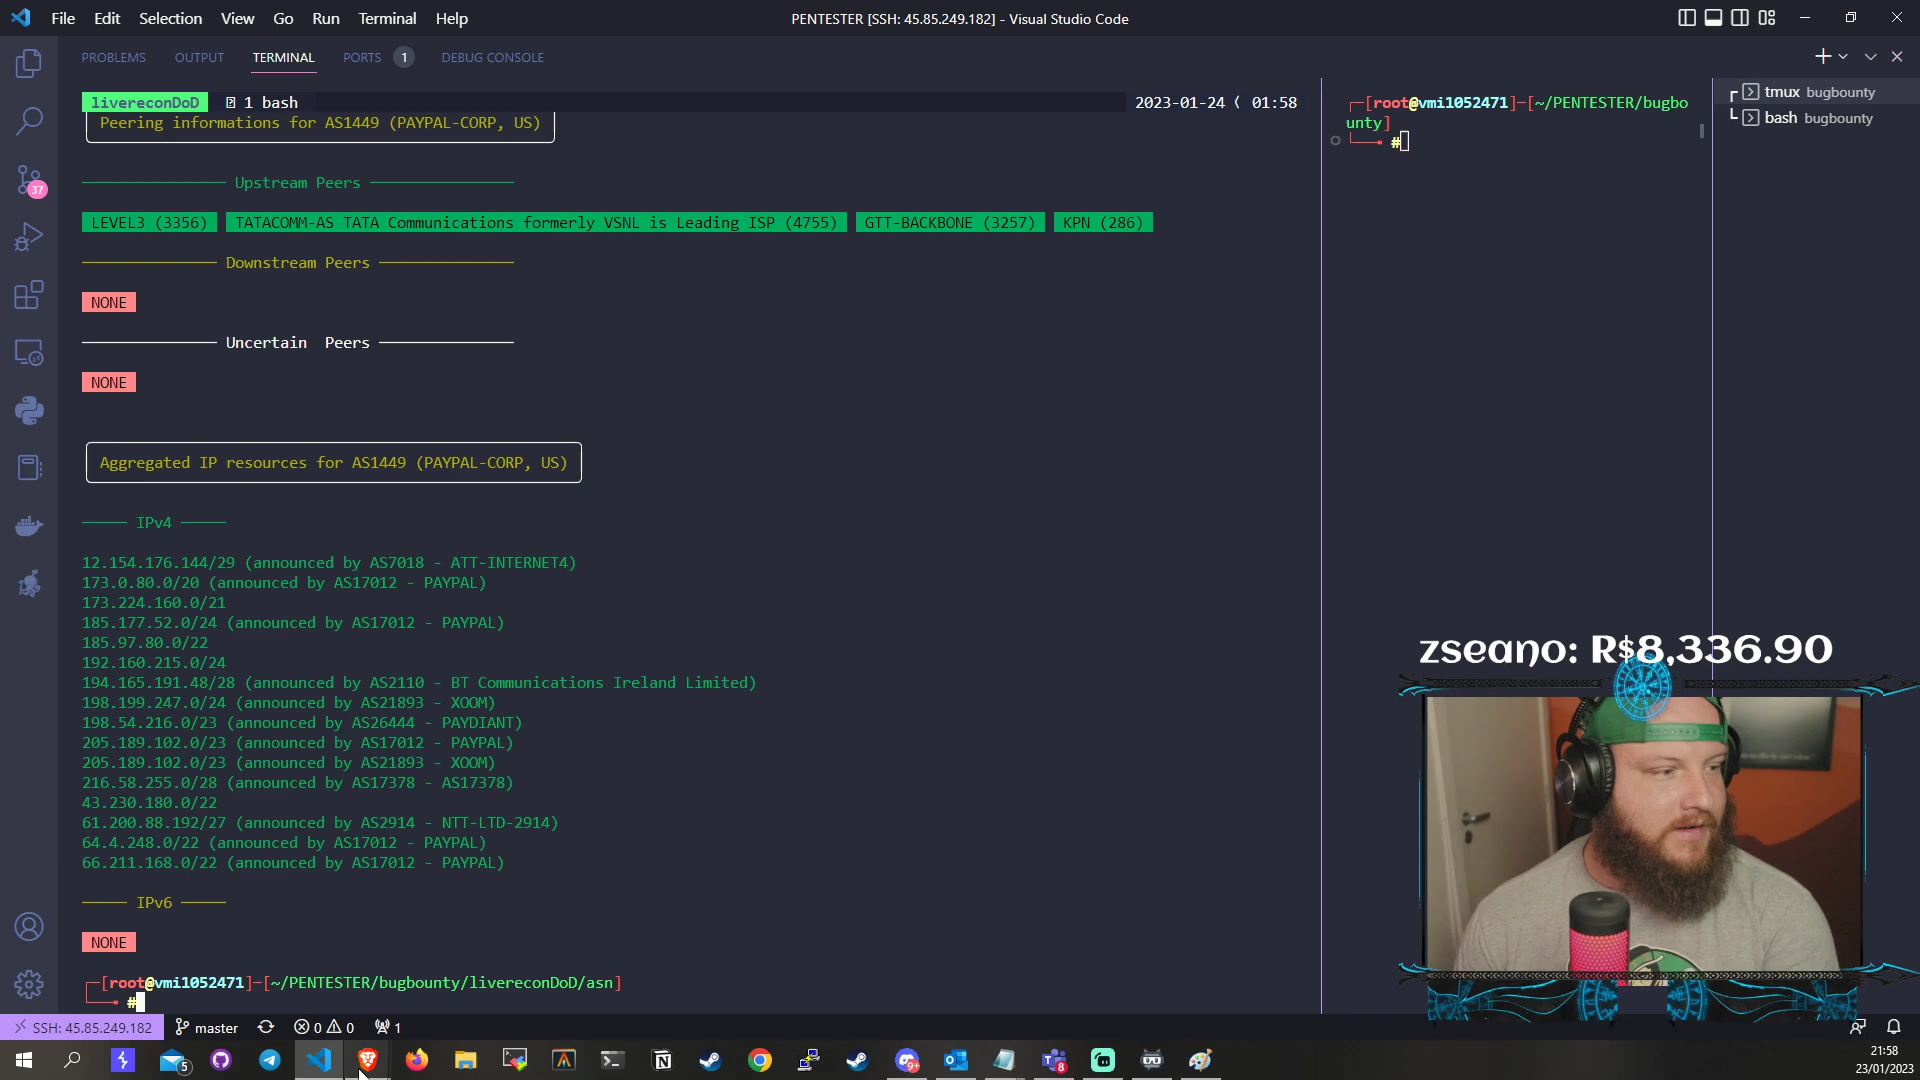 File Edit Selection View Go Run Terminal Help
PENTESTER [SSH: 45.85.249.182] - Visual Studio Code
PROBLEMS OUTPUT TERMINAL PORTS 1 DEBUG CONSOLE
livereconDoD 1 bash 2023-01-24 ⟨ 01:58
Peering informations for AS1449 (PAYPAL-CORP, US)
Upstream Peers
LEVEL3 (3356) TATACOMM-AS TATA Communications formerly VSNL is Leading ISP (4755) GTT-BACKBONE (3257) KPN (286)
Downstream Peers
NONE
Uncertain Peers
NONE
Aggregated IP resources for AS1449 (PAYPAL-CORP, US)
IPv4
12.154.176.144/29 (announced by AS7018 - ATT-INTERNET4)
173.0.80.0/20 (announced by AS17012 - PAYPAL)
173.224.160.0/21
185.177.52.0/24 (announced by AS17012 - PAYPAL)
185.97.80.0/22
192.160.215.0/24
194.165.191.48/28 (announced by AS2110 - BT Communications Ireland Limited)
198.199.247.0/24 (announced by AS21893 - XOOM)
198.54.216.0/23 (announced by AS26444 - PAYDIANT)
205.189.102.0/23 (announced by AS17012 - PAYPAL)
205.189.102.0/23 (announced by AS21893 - XOOM)
216.58.255.0/28 (announced by AS17378 - AS17378)
43.230.180.0/22
61.200.88.192/27 (announced by AS2914 - NTT-LTD-2914)
64.4.248.0/22 (announced by AS17012 - PAYPAL)
66.211.168.0/22 (announced by AS17012 - PAYPAL)
IPv6
NONE
[root@vmi1052471]-[~/PENTESTER/bugbounty/livereconDoD/asn]
#
[root@vmi1052471]-[~/PENTESTER/bugbo
unty]
#
tmux bugbounty
bash bugbounty
37
zseano: R$8,336.90
SSH: 45.85.249.182 master 0 0 1
5
9+
8
21:58
23/01/2023